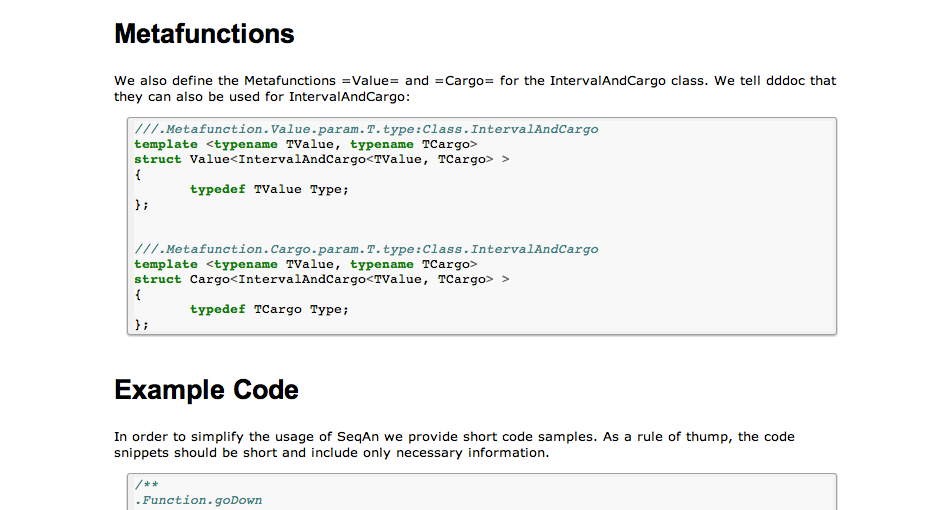 Metafunctions
We also define the Metafunctions =Value= and =Cargo= for the IntervalAndCargo class. We tell dddoc that
they can also be used for IntervalAndCargo:
///.Metafunction.Value.param.T.type:Class.IntervalAndCargo
template <typename TValue, typename TCargo>
struct Value<IntervalAndCargo<TValue, TCargo> >
{
typedef TValue Type;
};
///.Metafunction.Cargo.param.T.type:Class.IntervalAndCargo
template <typename TValue, typename TCargo>
struct Cargo<IntervalAndCargo<TValue, TCargo> >
{
typedef TCargo Type;
};
Example Code
In order to simplify the usage of SeqAn we provide short code samples. As a rule of thump, the code
snippets should be short and include only necessary information.
/**
.Function.goDown